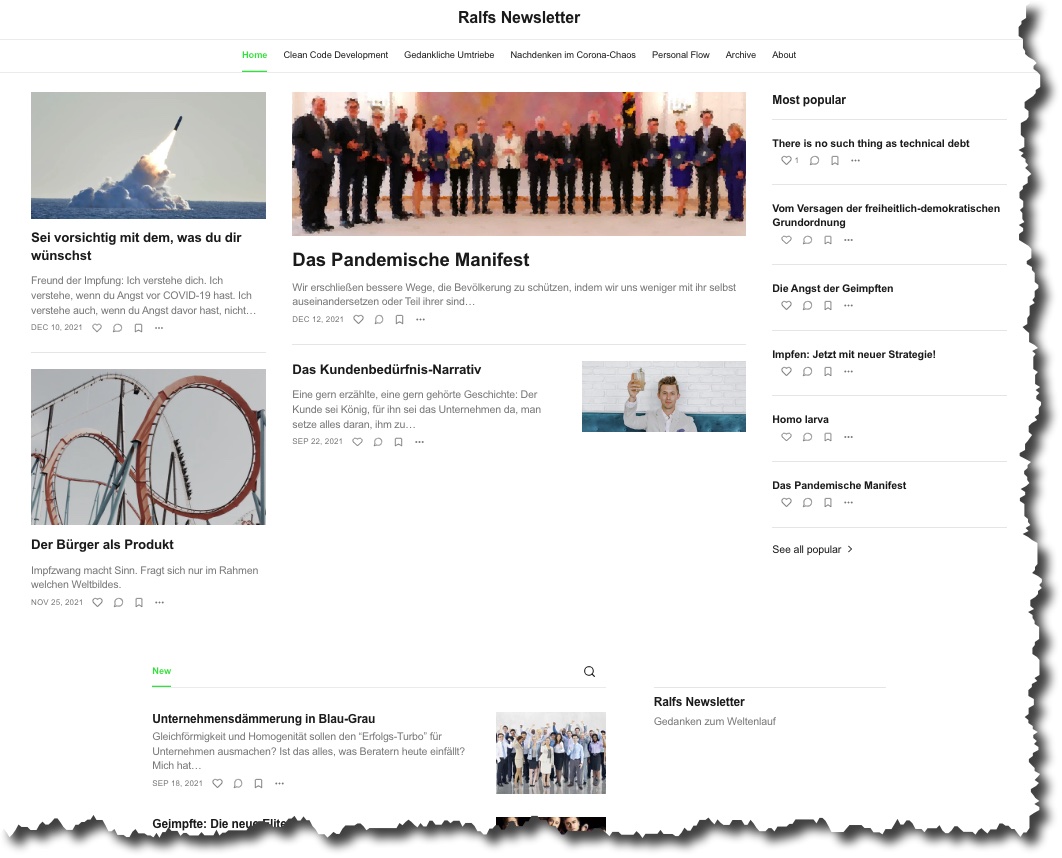 Ralfs Newsletter
Home Clean Code Development Gedankliche Umtriebe Nachdenken im Corona-Chaos Personal Flow Archive About
Sei vorsichtig mit dem, was du dir
wünschst
Freund der Impfung: Ich verstehe dich. Ich
verstehe, wenn du Angst vor COVID-19 hast. Ich
verstehe auch, wenn du Angst davor hast, nicht…
DEC 10, 2021
Der Bürger als Produkt
Impfzwang macht Sinn. Fragt sich nur im Rahmen
welchen Weltbildes.
NOV 25, 2021
Das Pandemische Manifest
Wir erschließen bessere Wege, die Bevölkerung zu schützen, indem wir uns weniger mit ihr selbst
auseinandersetzen oder Teil ihrer sind…
DEC 12, 2021
Das Kundenbedürfnis-Narrativ
Eine gern erzählte, eine gern gehörte Geschichte: Der
Kunde sei König, für ihn sei das Unternehmen da, man
setze alles daran, ihm zu…
SEP 22, 2021
Most popular
There is no such thing as technical debt
1
Vom Versagen der freiheitlich-demokratischen
Grundordnung
Die Angst der Geimpften
Impfen: Jetzt mit neuer Strategie!
Homo larva
Das Pandemische Manifest
See all popular
New
Unternehmensdämmerung in Blau-Grau
Gleichförmigkeit und Homogenität sollen den “Erfolgs-Turbo” für
Unternehmen ausmachen? Ist das alles, was Beratern heute einfällt?
Mich hat…
SEP 18, 2021
Geimpfte: Die neue Elite
Ralfs Newsletter
Gedanken zum Weltenlauf